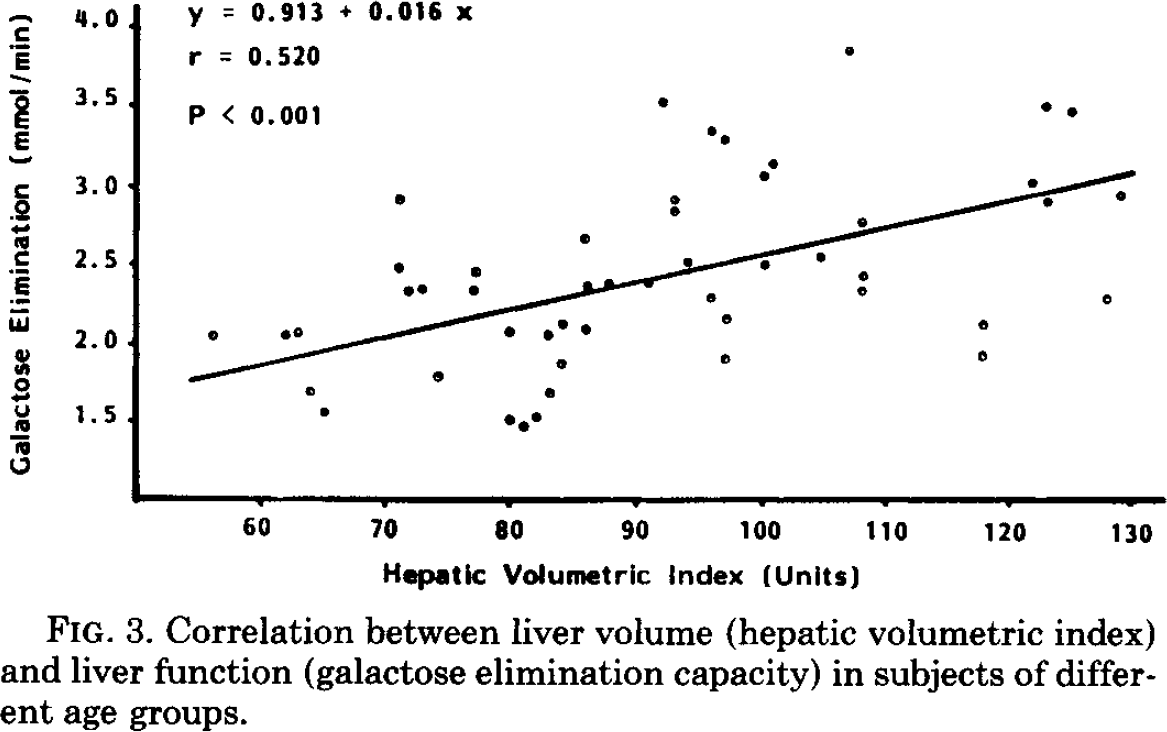 Galactose Elimination (mmol/min)
4.0
3.5
3.0
2.5
2.0
1.5
y = 0.913 + 0.016 x
r = 0.520
P < 0.001
60 70 80 90 100 110 120 130
Hepatic Volumetric Index (Units)
FIG. 3. Correlation between liver volume (hepatic volumetric index)
and liver function (galactose elimination capacity) in subjects of differ-
ent age groups.